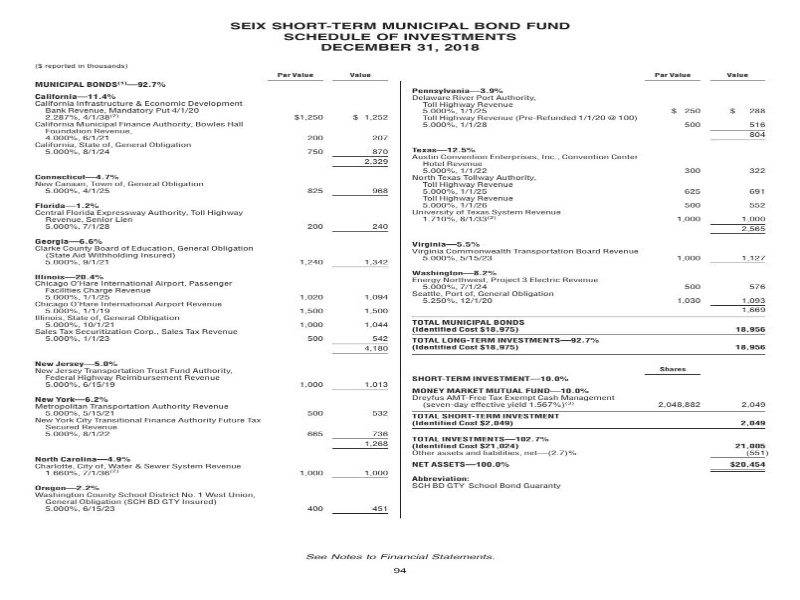 SEIX SHORT-TERM MUNICIPAL BOND FUND
SCHEDULE OF INVESTMENTS
DECEMBER 31, 2018
($ reported in thousands)
Par Value Value
MUNICIPAL BONDS(1)—92.7%
California—11.4%
California Infrastructure & Economic Development
Bank Revenue, Mandatory Put 4/1/20
2.287%, 4/1/38(2) $1,250 $ 1,252
California Municipal Finance Authority, Bowles Hall
Foundation Revenue,
4.000%, 6/1/21 200 207
California, State of, General Obligation
5.000%, 8/1/24 750 870
2,329
Connecticut—4.7%
New Canaan, Town of, General Obligation
5.000%, 4/1/25 825 968
Florida—1.2%
Central Florida Expressway Authority, Toll Highway
Revenue, Senior Lien
5.000%, 7/1/28 200 240
Georgia—6.6%
Clarke County Board of Education, General Obligation
(State Aid Withholding Insured)
5.000%, 9/1/21 1,240 1,342
Illinois—20.4%
Chicago O'Hare International Airport, Passenger
Facilities Charge Revenue
5.000%, 1/1/25 1,020 1,094
Chicago O'Hare International Airport Revenue
5.000%, 1/1/19 1,500 1,500
Illinois, State of, General Obligation
5.000%, 10/1/21 1,000 1,044
Sales Tax Securitization Corp., Sales Tax Revenue
5.000%, 1/1/23 500 542
4,180
New Jersey—5.0%
New Jersey Transportation Trust Fund Authority,
Federal Highway Reimbursement Revenue
5.000%, 6/15/19 1,000 1,013
New York—6.2%
Metropolitan Transportation Authority Revenue
5.000%, 5/15/21 500 532
New York City Transitional Finance Authority Future Tax
Secured Revenue
5.000%, 8/1/22 665 736
1,268
North Carolina—4.9%
Charlotte, City of, Water & Sewer System Revenue
1.660%, 7/1/36(2) 1,000 1,000
Oregon—2.2%
Washington County School District No. 1 West Union,
General Obligation (SCH BD GTY Insured)
5.000%, 6/15/23 400 451
Par Value Value
Pennsylvania—3.9%
Delaware River Port Authority,
Toll Highway Revenue
5.000%, 1/1/25 $ 250 $ 288
Toll Highway Revenue (Pre-Refunded 1/1/20 @ 100)
5.000%, 1/1/28 500 516
804
Texas—12.5%
Austin Convention Enterprises, Inc., Convention Center
Hotel Revenue
5.000%, 1/1/22 300 322
North Texas Tollway Authority,
Toll Highway Revenue
5.000%, 1/1/25 625 691
Toll Highway Revenue
5.000%, 1/1/26 500 552
University of Texas System Revenue
1.710%, 8/1/33(2) 1,000 1,000
2,565
Virginia—5.5%
Virginia Commonwealth Transportation Board Revenue
5.000%, 5/15/23 1,000 1,127
Washington—8.2%
Energy Northwest, Project 3 Electric Revenue
5.000%, 7/1/24 500 576
Seattle, Port of, General Obligation
5.250%, 12/1/20 1,030 1,093
1,669
TOTAL MUNICIPAL BONDS
(Identified Cost $18,975) 18,956
TOTAL LONG-TERM INVESTMENTS—92.7%
(Identified Cost $18,975) 18,956
Shares
SHORT-TERM INVESTMENT—10.0%
MONEY MARKET MUTUAL FUND—10.0%
Dreyfus AMT-Free Tax Exempt Cash Management
(seven-day effective yield 1.567%)(3) 2,048,882 2,049
TOTAL SHORT-TERM INVESTMENT
(Identified Cost $2,049) 2,049
TOTAL INVESTMENTS—102.7%
(Identified Cost $21,024) 21,005
Other assets and liabilities, net—(2.7)% (551)
NET ASSETS—100.0% $20,454
Abbreviation:
SCH BD GTY School Bond Guaranty
See Notes to Financial Statements.
94